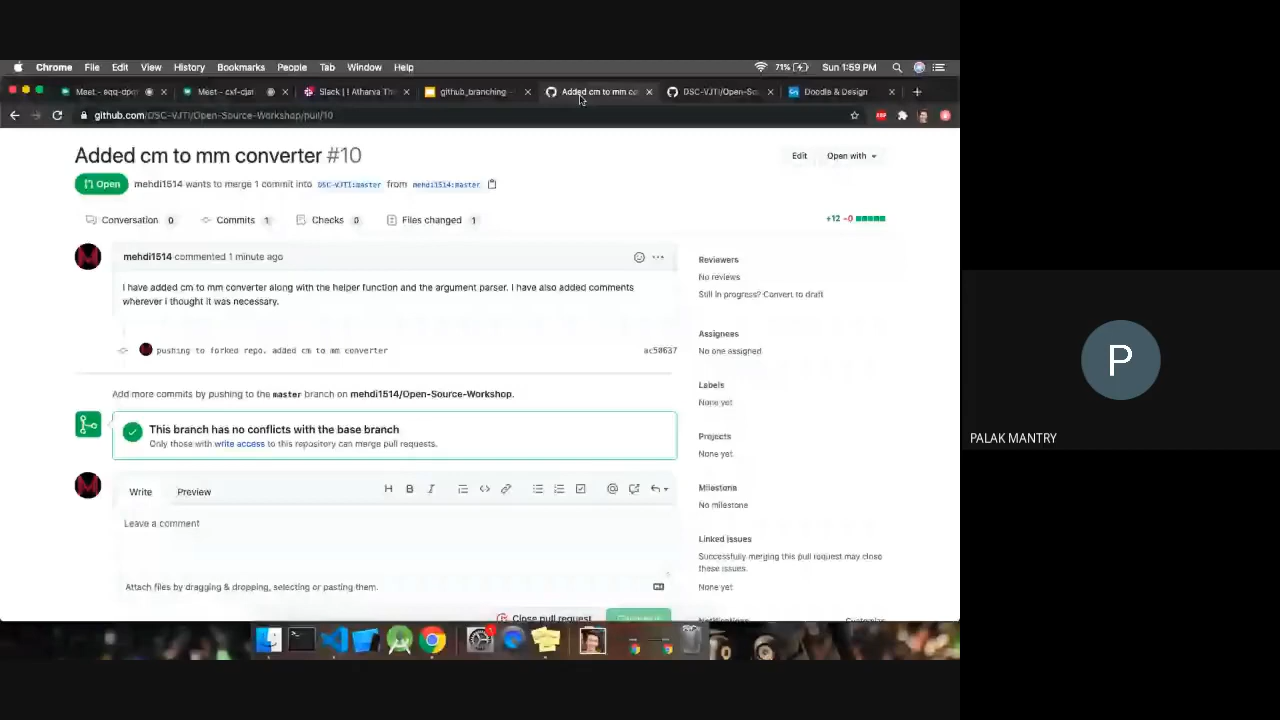 Chrome File Edit View History Bookmarks People Tab Window Help 71% Sun 1:59 PM
Meet - Meet - Slack | Atharva Th github_branching - Added cm to mm co DSC-VJTI/Open-So Doodle & Design
github.com/DSC-VJTI/Open-Source-Workshop/pull/10
Added cm to mm converter #10
Edit Open with
Open mehdi1514 wants to merge 1 commit into DSC-VJTI:master from mehdi1514:master
Conversation 0 Commits 1 Checks 0 Files changed 1
+12 -0
mehdi1514 commented 1 minute ago
I have added cm to mm converter along with the helper function and the argument parser. I have also added comments
wherever i thought it was necessary.
pushing to forked repo. added cm to mm converter ac50637
Add more commits by pushing to the master branch on mehdi1514/Open-Source-Workshop.
This branch has no conflicts with the base branch
Only those with write access to this repository can merge pull requests.
Write Preview
H B I
Leave a comment
Attach files by dragging & dropping, selecting or pasting them.
Close pull request
Reviewers
No reviews
Still in progress? Convert to draft
Assignees
No one assigned
Labels
None yet
Projects
None yet
Milestone
No milestone
Linked issues
Successfully merging this pull request may close
these issues.
None yet
Notifications Customize
P
PALAK MANTRY